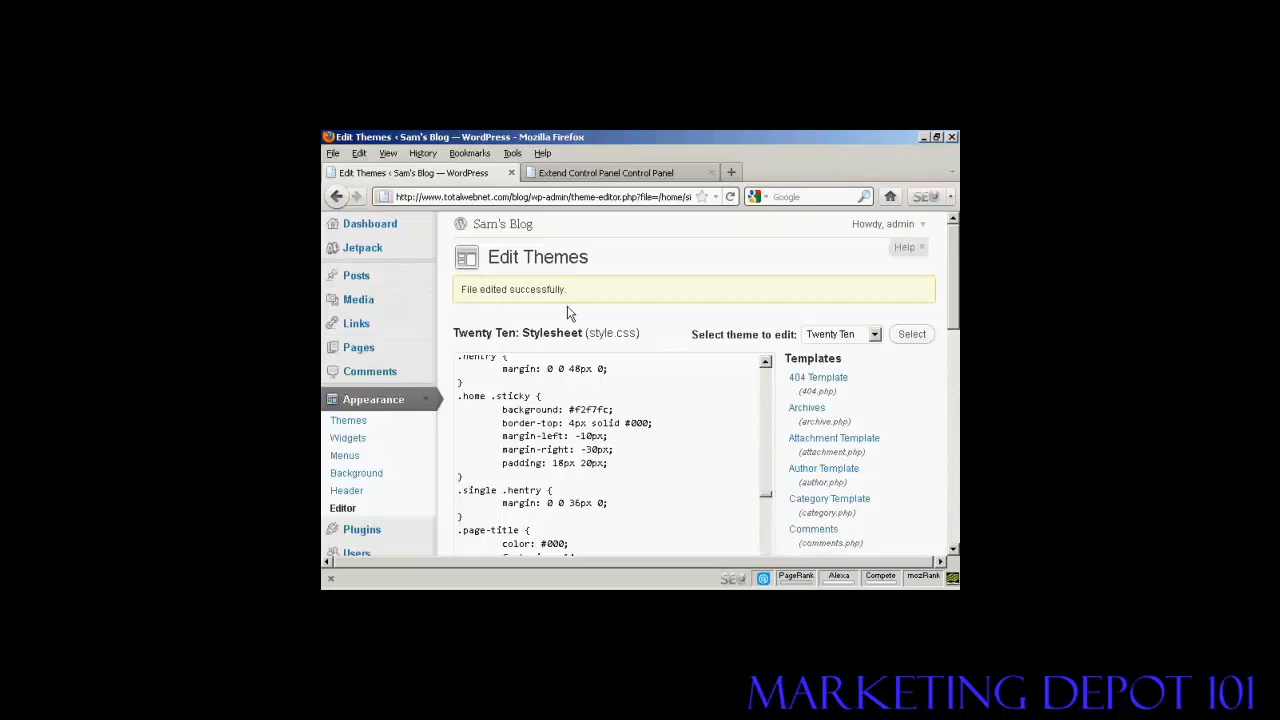 Edit Themes ‹ Sam's Blog — WordPress - Mozilla Firefox
File Edit View History Bookmarks Tools Help
Edit Themes ‹ Sam's Blog — WordPress × Extend Control Panel Control Panel × +
http://www.totalwebnet.com/blog/wp-admin/theme-editor.php?file=/home/si Google SEO
Sam's Blog Howdy, admin
Help
Edit Themes
File edited successfully.
Dashboard
Jetpack
Posts
Media
Links
Pages
Comments
Appearance
Themes
Widgets
Menus
Background
Header
Editor
Plugins
Users
Twenty Ten: Stylesheet (style.css) Select theme to edit: Twenty Ten Select
.hentry {
margin: 0 0 48px 0;
}
.home .sticky {
background: #f2f7fc;
border-top: 4px solid #000;
margin-left: -10px;
margin-right: -30px;
padding: 18px 20px;
}
.single .hentry {
margin: 0 0 36px 0;
}
.page-title {
color: #000;
Templates
404 Template
(404.php)
Archives
(archive.php)
Attachment Template
(attachment.php)
Author Template
(author.php)
Category Template
(category.php)
Comments
(comments.php)
× SEO PageRank Alexa Compete mozRank
MARKETING DEPOT 101